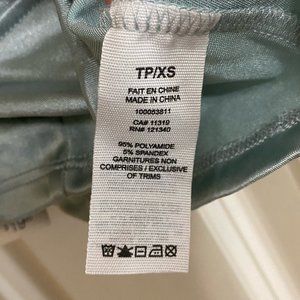 TP/XS
FAIT EN CHINE
MADE IN CHINA
100053811
CA# 11319
RN# 121340
95% POLYAMIDE
5% SPANDEX
GARNITURES NON
COMPRISES / EXCLUSIVE
OF TRIMS